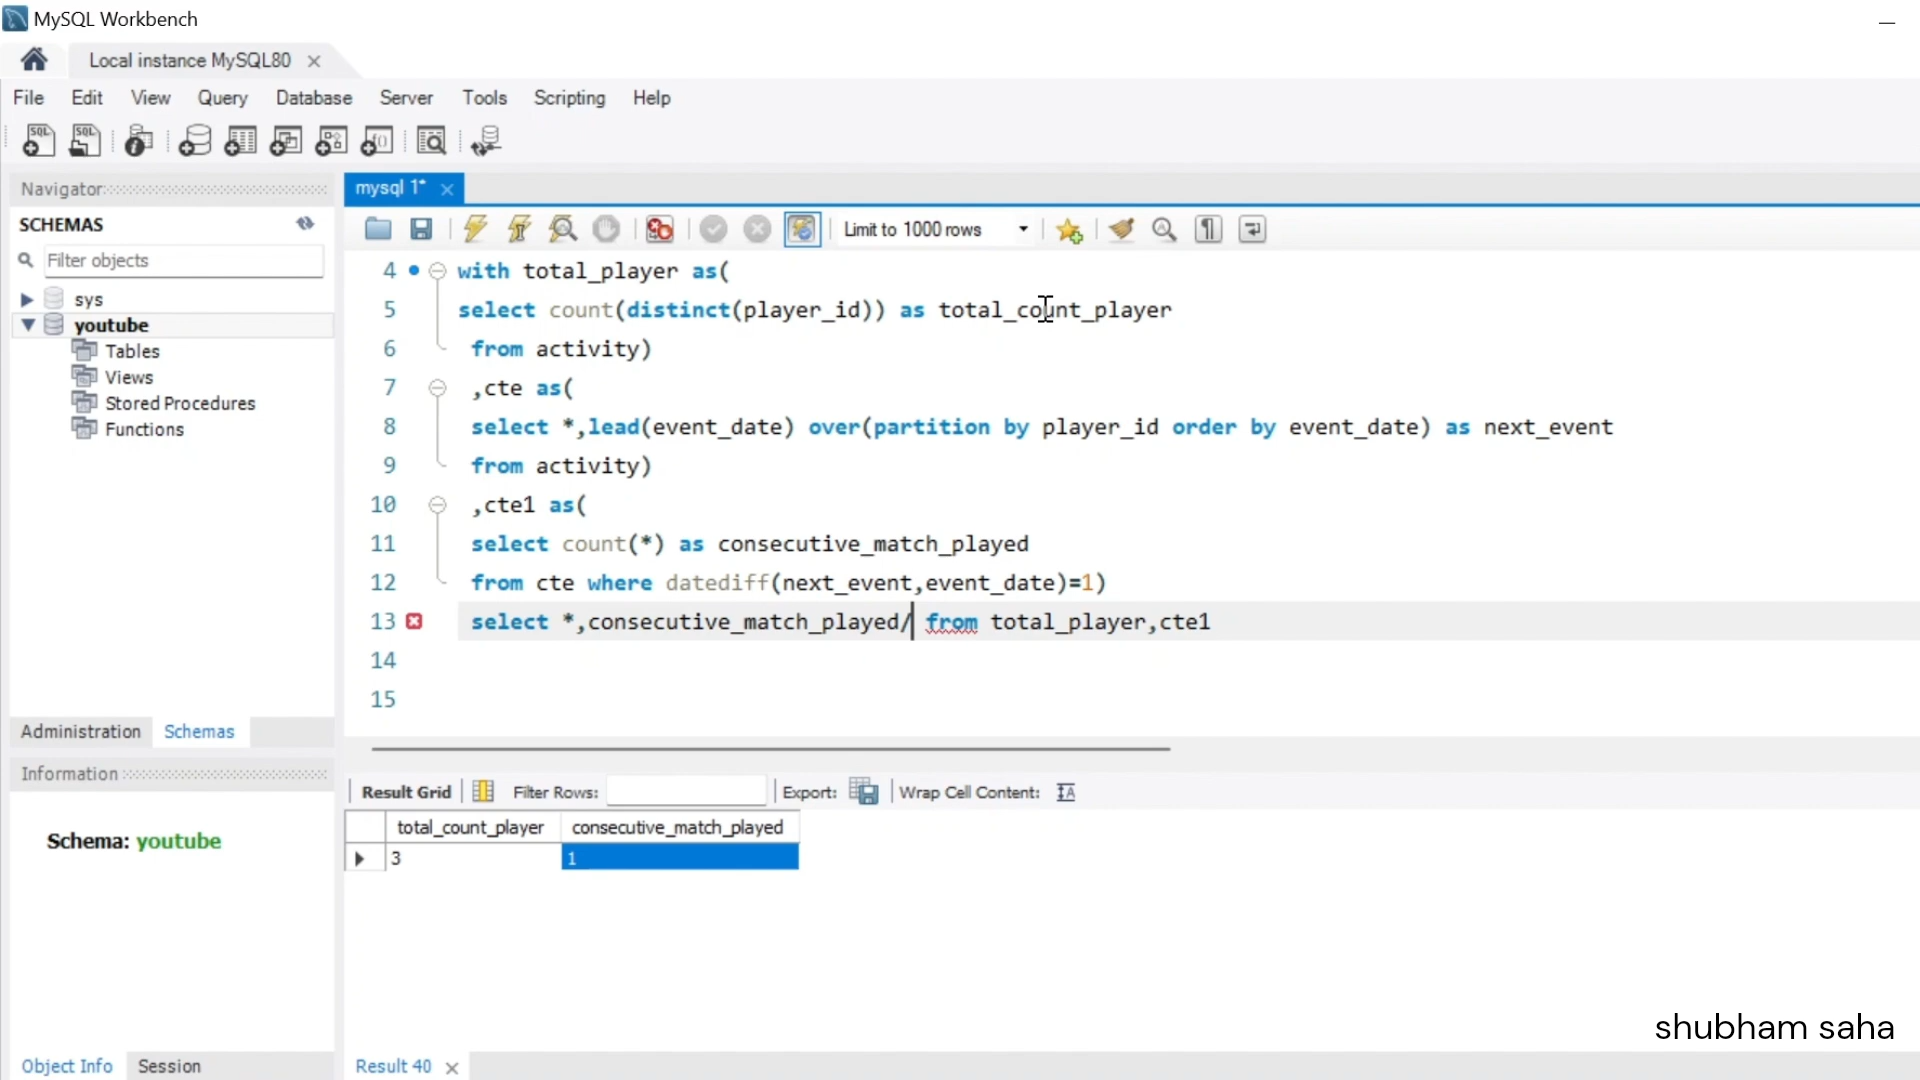 MySQL Workbench
Local instance MySQL80
File Edit View Query Database Server Tools Scripting Help
Navigator
mysql 1*
SCHEMAS
Limit to 1000 rows
Filter objects
sys
youtube
Tables
Views
Stored Procedures
Functions
4 with total_player as(
5 select count(distinct(player_id)) as total_count_player
6 from activity)
7 ,cte as(
8 select *,lead(event_date) over(partition by player_id order by event_date) as next_event
9 from activity)
10 ,cte1 as(
11 select count(*) as consecutive_match_played
12 from cte where datediff(next_event,event_date)=1)
13 select *,consecutive_match_played/ from total_player,cte1
14
15
Administration Schemas
Information
Schema: youtube
Result Grid Filter Rows: Export: Wrap Cell Content:
total_count_player consecutive_match_played
3 1
shubham saha
Object Info Session
Result 40